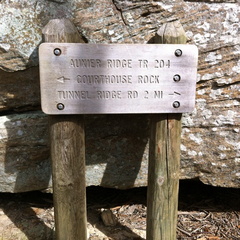 AUXIER RIDGE TR 204
← COURTHOUSE ROCK
TUNNEL RIDGE RD 2 MI →